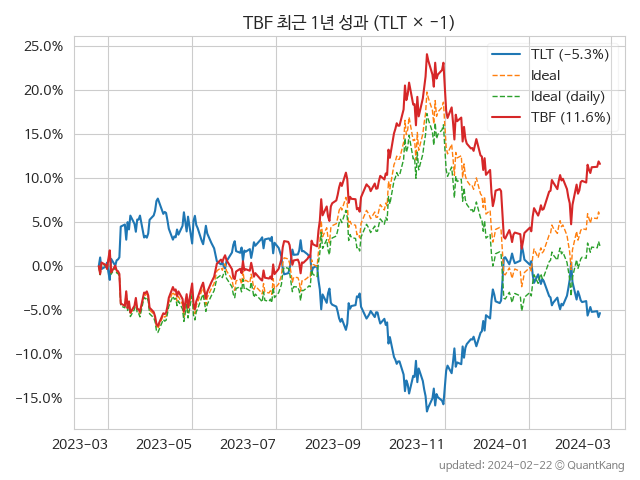 TBF 최근 1년 성과 (TLT × -1)
25.0%
20.0%
15.0%
10.0%
5.0%
0.0%
-5.0%
-10.0%
-15.0%
TLT (-5.3%)
Ideal
Ideal (daily)
TBF (11.6%)
2023-03 2023-05 2023-07 2023-09 2023-11 2024-01 2024-03
updated: 2024-02-22 ⓒ QuantKang